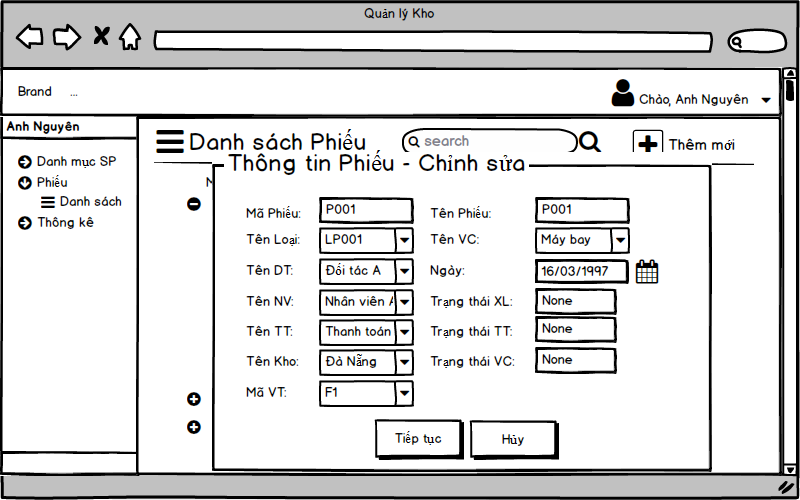 Quản lý Kho
Brand ...
Chào, Anh Nguyên
Anh Nguyên
Danh mục SP
Phiếu
Danh sách
Thông kê
Danh sách Phiếu
search
Thêm mới
Thông tin Phiếu - Chỉnh sửa
Mã Phiếu: P001 Tên Phiếu: P001
Tên Loại: LP001 Tên VC: Máy bay
Tên DT: Đối tác A Ngày: 16/03/1997
Tên NV: Nhân viên Trạng thái XL: None
Tên TT: Thanh toán Trạng thái TT: None
Tên Kho: Đà Nẵng Trạng thái VC: None
Mã VT: F1
Tiếp tục Hủy